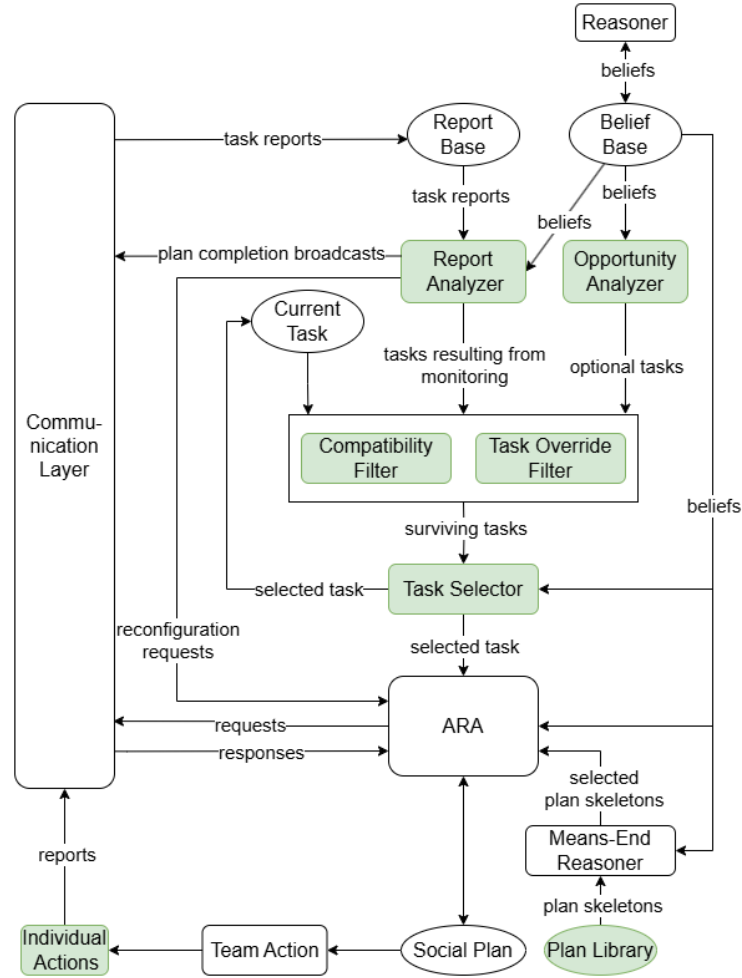 Reasoner
beliefs
Report
Base
Belief
Base
task reports
task reports
beliefs
beliefs
plan completion broadcasts
Report
Analyzer
Opportunity
Analyzer
Current
Task
tasks resulting from
monitoring
optional tasks
Commu-
nication
Layer
Compatibility
Filter
Task Override
Filter
beliefs
surviving tasks
selected task
Task Selector
reconfiguration
requests
selected task
requests
ARA
responses
selected
plan skeletons
Means-End
Reasoner
reports
plan skeletons
Individual
Actions
Team Action
Social Plan
Plan Library